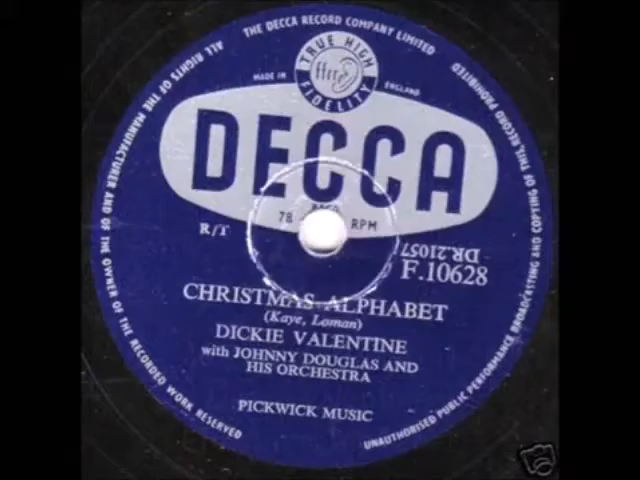 THE DECCA RECORD COMPANY LIMITED
ALL RIGHTS OF THE MANUFACTURER AND OF THE OWNER OF THE RECORDED WORK RESERVED
UNAUTHORISED PUBLIC PERFORMANCE BROADCASTING AND COPYING OF THIS RECORD PROHIBITED
TRUE HIGH
ffrr
FIDELITY
MADE IN
ENGLAND
DECCA
78 RPM
R/T
DR.21057
F.10628
CHRISTMAS ALPHABET
(Kaye, Loman)
DICKIE VALENTINE
with JOHNNY DOUGLAS AND
HIS ORCHESTRA
PICKWICK MUSIC